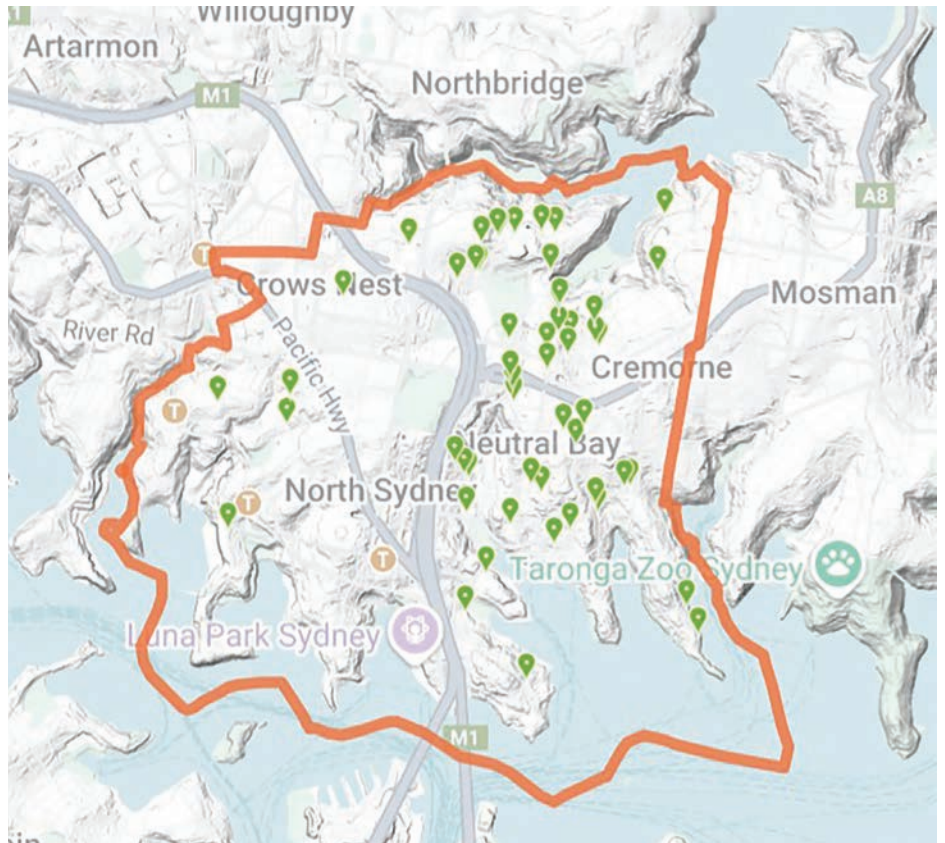 Willoughby
Artarmon
Northbridge
M1
A8
Crows Nest
Mosman
River Rd
Pacific Hwy
Cremorne
T
Neutral Bay
North Sydney
T
T
Taronga Zoo Sydney
Luna Park Sydney
M1
T